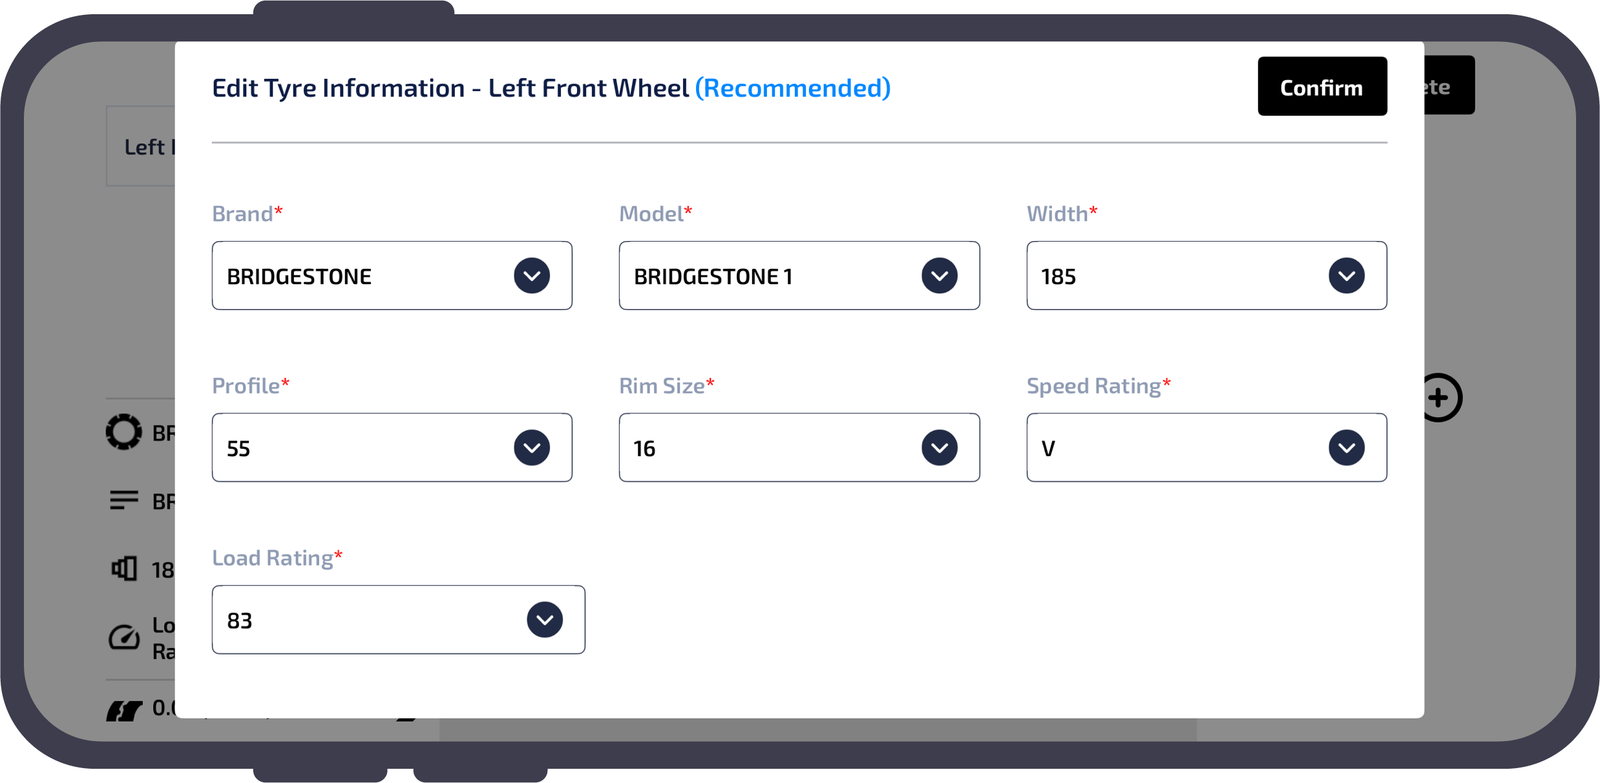 Edit Tyre Information - Left Front Wheel (Recommended)
Confirm
Left
Brand*
Model*
Width*
BRIDGESTONE
BRIDGESTONE 1
185
Profile*
Rim Size*
Speed Rating*
55
16
V
Load Rating*
83